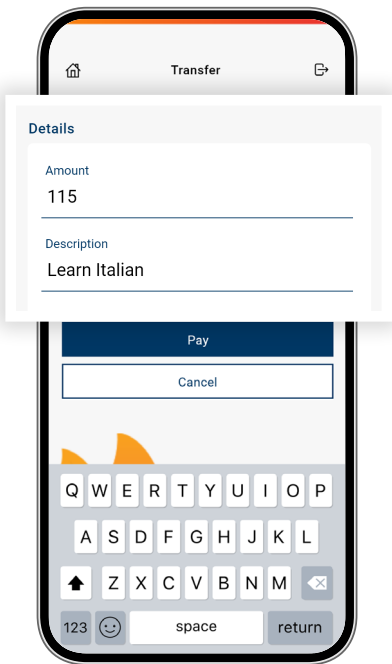 Transfer
Details
Amount
115
Description
Learn Italian
Pay
Cancel
Q W E R T Y U I O P
A S D F G H J K L
Z X C V B N M
123 space return